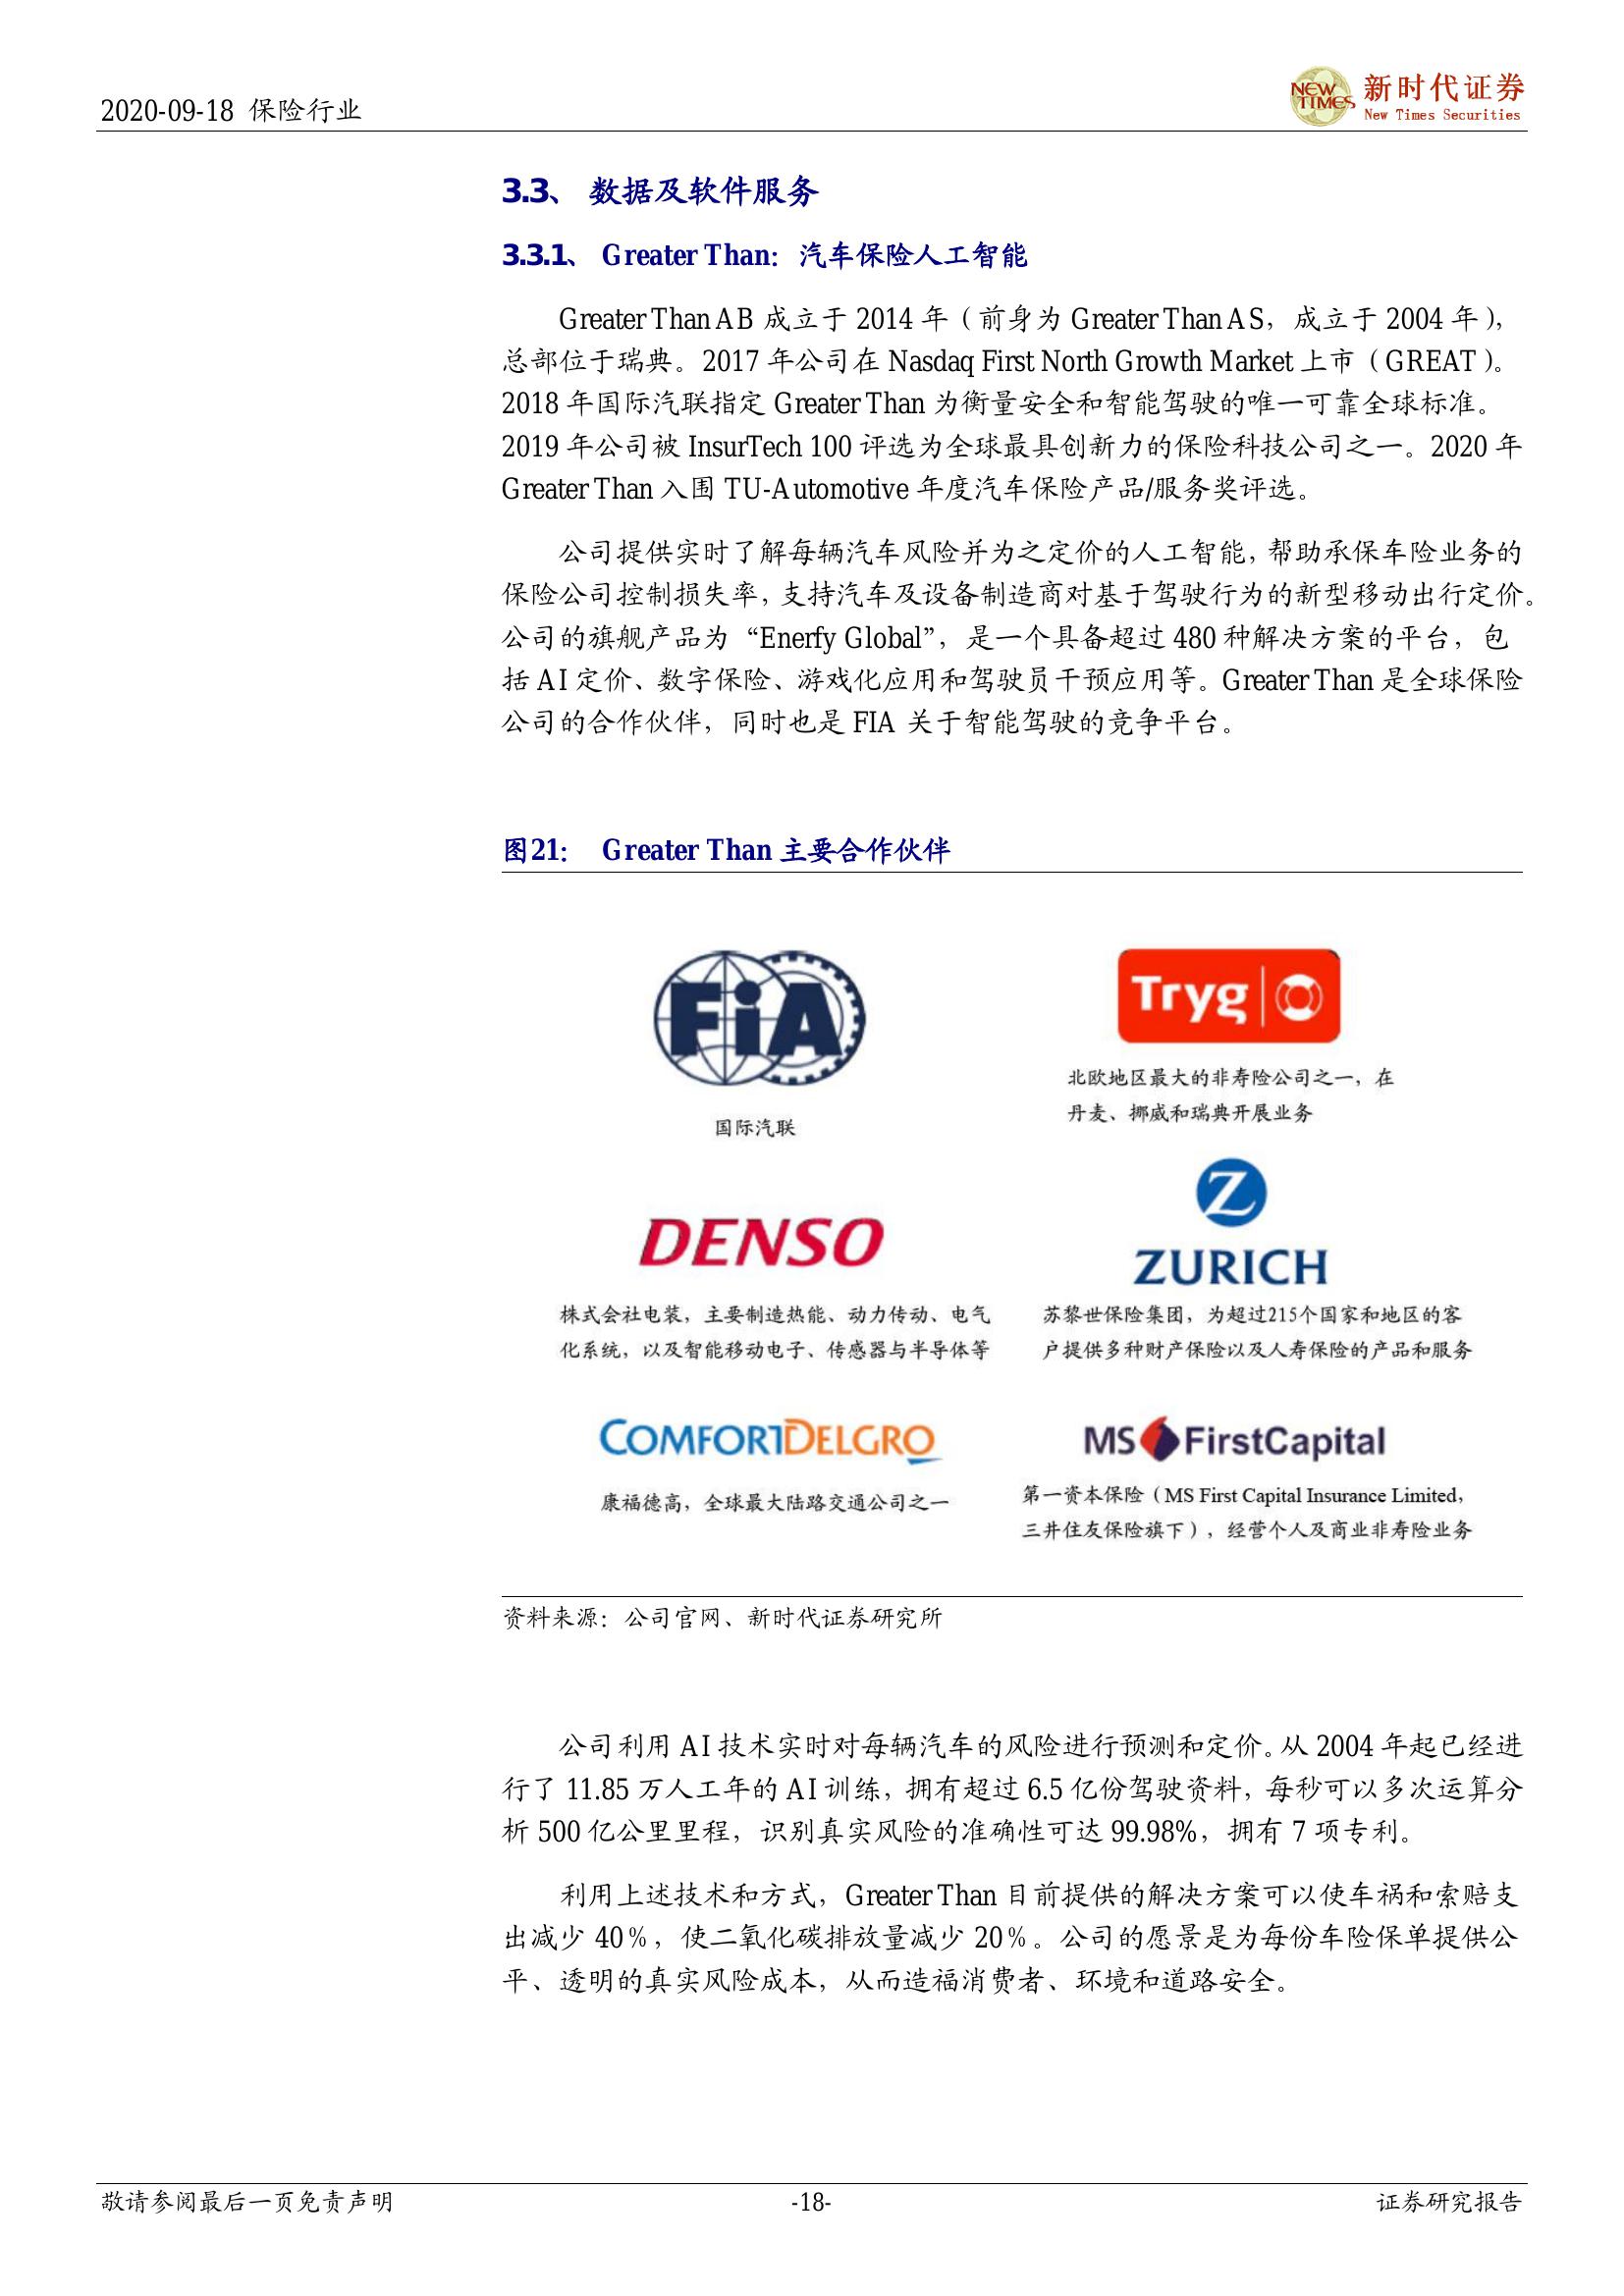 2020-09-18 保险行业
NEW TIMES 新时代证券
New Times Securities
3.3、 数据及软件服务
3.3.1、 Greater Than：汽车保险人工智能
Greater Than AB 成立于 2014 年（前身为 Greater Than AS，成立于 2004 年），
总部位于瑞典。2017 年公司在 Nasdaq First North Growth Market 上市（GREAT）。
2018 年国际汽联指定 Greater Than 为衡量安全和智能驾驶的唯一可靠全球标准。
2019 年公司被 InsurTech 100 评选为全球最具创新力的保险科技公司之一。2020 年
Greater Than 入围 TU-Automotive 年度汽车保险产品/服务奖评选。
公司提供实时了解每辆汽车风险并为之定价的人工智能，帮助承保车险业务的
保险公司控制损失率，支持汽车及设备制造商对基于驾驶行为的新型移动出行定价。
公司的旗舰产品为“Enerfy Global”，是一个具备超过 480 种解决方案的平台，包
括 AI 定价、数字保险、游戏化应用和驾驶员干预应用等。Greater Than 是全球保险
公司的合作伙伴，同时也是 FIA 关于智能驾驶的竞争平台。
图21： Greater Than 主要合作伙伴
FiA
国际汽联
Tryg
北欧地区最大的非寿险公司之一，在
丹麦、挪威和瑞典开展业务
DENSO
株式会社电装，主要制造热能、动力传动、电气
化系统，以及智能移动电子、传感器与半导体等
Z
ZURICH
苏黎世保险集团，为超过215个国家和地区的客
户提供多种财产保险以及人寿保险的产品和服务
COMFORTDELGRO
康福德高，全球最大陆路交通公司之一
MS FirstCapital
第一资本保险（MS First Capital Insurance Limited，
三井住友保险旗下），经营个人及商业非寿险业务
资料来源：公司官网、新时代证券研究所
公司利用 AI 技术实时对每辆汽车的风险进行预测和定价。从 2004 年起已经进
行了 11.85 万人工年的 AI 训练，拥有超过 6.5 亿份驾驶资料，每秒可以多次运算分
析 500 亿公里里程，识别真实风险的准确性可达 99.98%，拥有 7 项专利。
利用上述技术和方式，Greater Than 目前提供的解决方案可以使车祸和索赔支
出减少 40％，使二氧化碳排放量减少 20％。公司的愿景是为每份车险保单提供公
平、透明的真实风险成本，从而造福消费者、环境和道路安全。
敬请参阅最后一页免责声明
-18-
证券研究报告